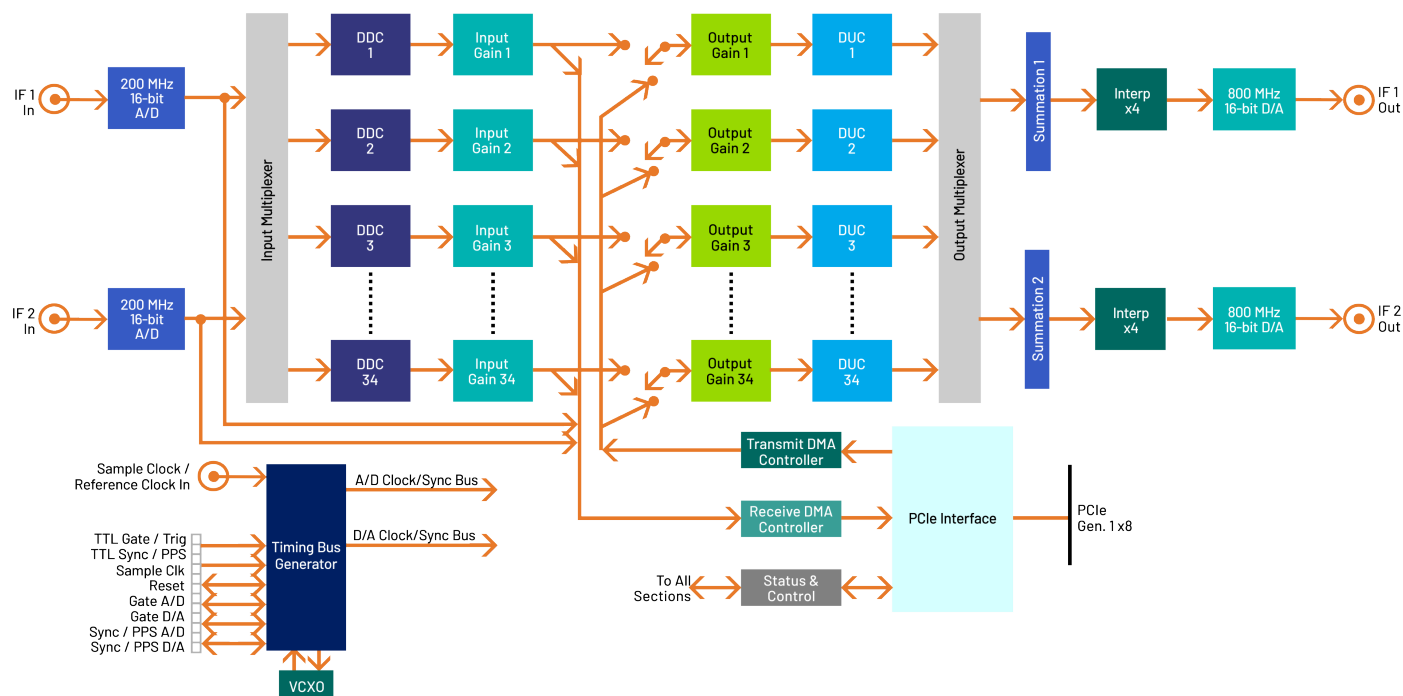 IF 1
In
200 MHz
16-bit
A/D
IF 2
In
200 MHz
16-bit
A/D
Input Multiplexer
DDC
1
Input
Gain 1
Output
Gain 1
DUC
1
DDC
2
Input
Gain 2
Output
Gain 2
DUC
2
DDC
3
Input
Gain 3
Output
Gain 3
DUC
3
DDC
34
Input
Gain 34
Output
Gain 34
DUC
34
Output Multiplexer
Summation 1
Interp
x4
800 MHz
16-bit D/A
IF 1
Out
Summation 2
Interp
x4
800 MHz
16-bit D/A
IF 2
Out
Sample Clock /
Reference Clock In
TTL Gate / Trig
TTL Sync / PPS
Sample Clk
Reset
Gate A/D
Gate D/A
Sync / PPS A/D
Sync / PPS D/A
Timing Bus
Generator
VCXO
A/D Clock/Sync Bus
D/A Clock/Sync Bus
Transmit DMA
Controller
Receive DMA
Controller
To All
Sections
Status &
Control
PCIe Interface
PCIe
Gen. 1 x8